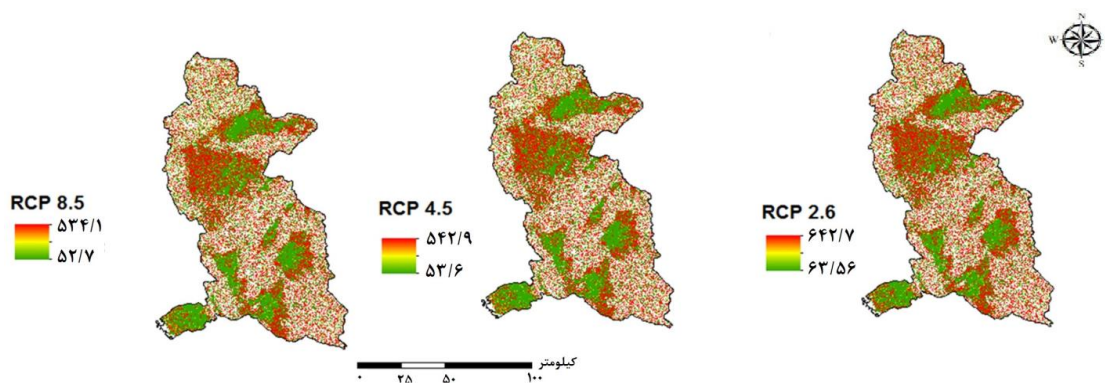 N
W
E
S
RCP 8.5
۵۳۴/۱
۵۲/۷
RCP 4.5
۵۴۲/۹
۵۳/۶
RCP 2.6
۶۴۲/۷
۶۳/۵۶
کیلومتر
۰ ۲۵ ۵۰ ۱۰۰